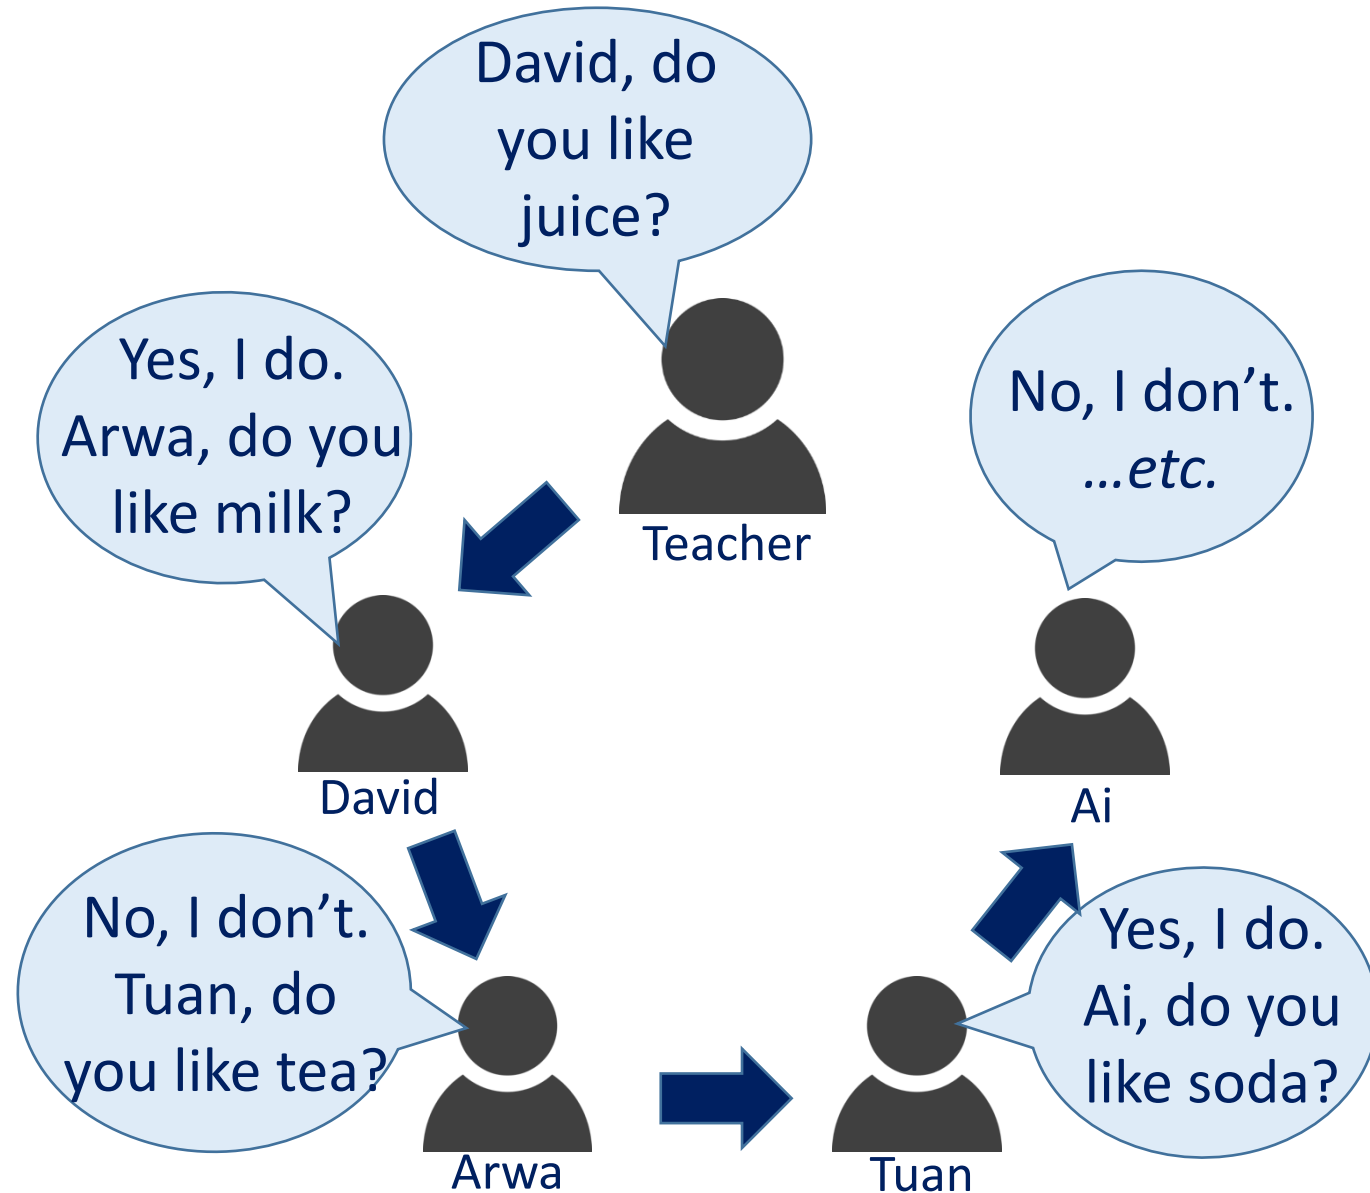 David, do
you like
juice?
Teacher
Yes, I do.
Arwa, do you
like milk?
David
No, I don’t.
Tuan, do
you like tea?
Arwa
Yes, I do.
Ai, do you
like soda?
Tuan
No, I don’t.
…etc.
Ai